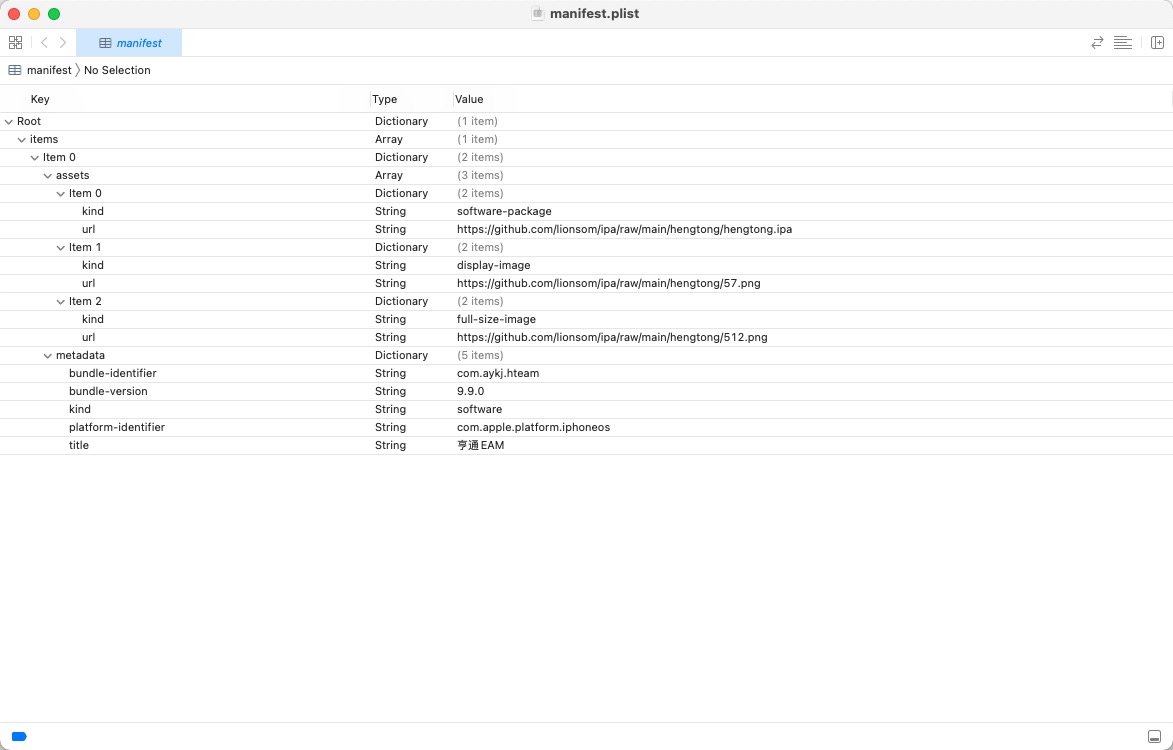 manifest.plist
manifest
manifest No Selection
Key Type Value
Root Dictionary (1 item)
items Array (1 item)
Item 0 Dictionary (2 items)
assets Array (3 items)
Item 0 Dictionary (2 items)
kind String software-package
url String https://github.com/lionsom/ipa/raw/main/hengtong/hengtong.ipa
Item 1 Dictionary (2 items)
kind String display-image
url String https://github.com/lionsom/ipa/raw/main/hengtong/57.png
Item 2 Dictionary (2 items)
kind String full-size-image
url String https://github.com/lionsom/ipa/raw/main/hengtong/512.png
metadata Dictionary (5 items)
bundle-identifier String com.aykj.hteam
bundle-version String 9.9.0
kind String software
platform-identifier String com.apple.platform.iphoneos
title String 亨通EAM